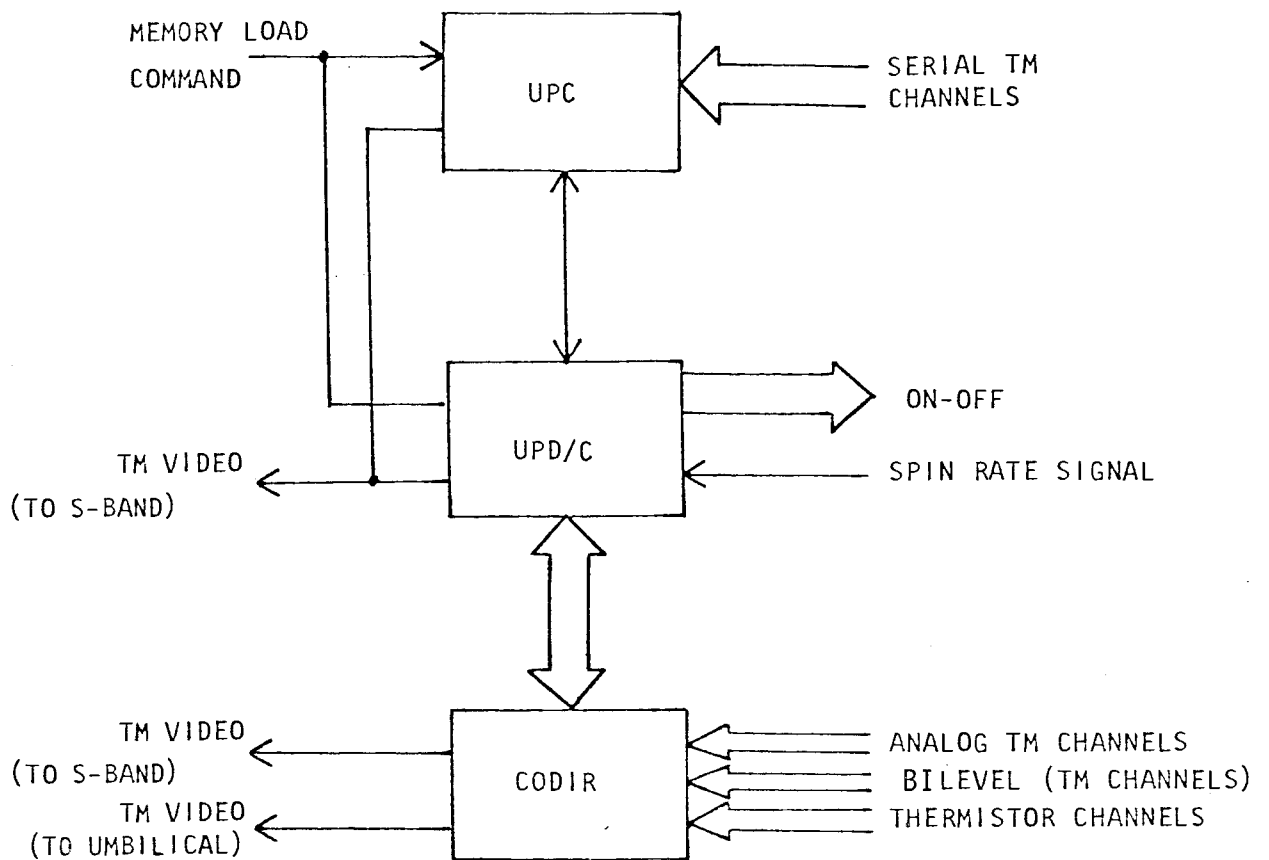 MEMORY LOAD
COMMAND
UPC
SERIAL TM
CHANNELS
UPD/C
ON-OFF
SPIN RATE SIGNAL
TM VIDEO
(TO S-BAND)
CODIR
TM VIDEO
(TO S-BAND)
TM VIDEO
(TO UMBILICAL)
ANALOG TM CHANNELS
BILEVEL (TM CHANNELS)
THERMISTOR CHANNELS